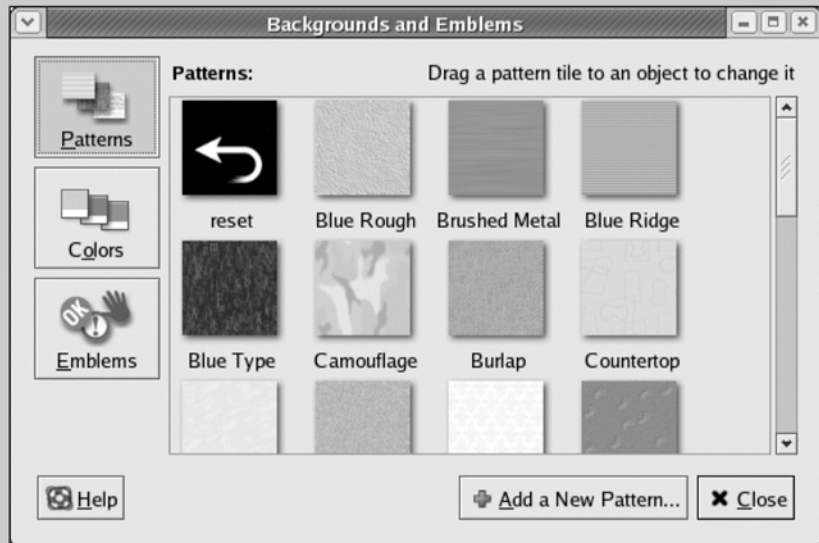 Backgrounds and Emblems
Patterns: Drag a pattern tile to an object to change it
Patterns
Colors
Emblems
reset Blue Rough Brushed Metal Blue Ridge
Blue Type Camouflage Burlap Countertop
OK
!
Help Add a New Pattern... Close